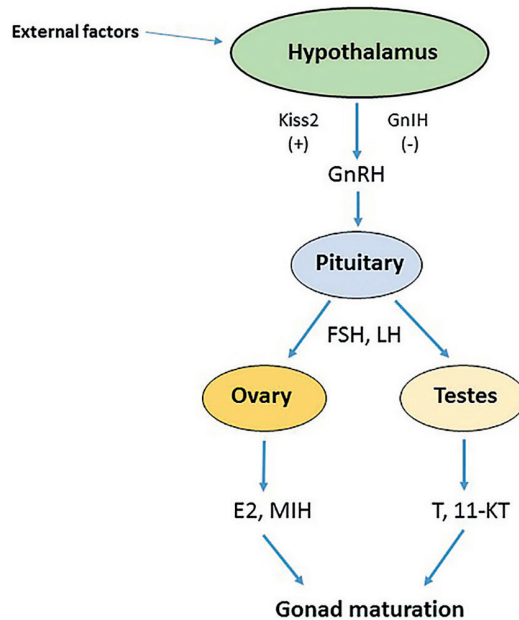 External factors
Hypothalamus
Kiss2 GnIH
(+) (-)
GnRH
Pituitary
FSH, LH
Ovary Testes
E2, MIH T, 11-KT
Gonad maturation